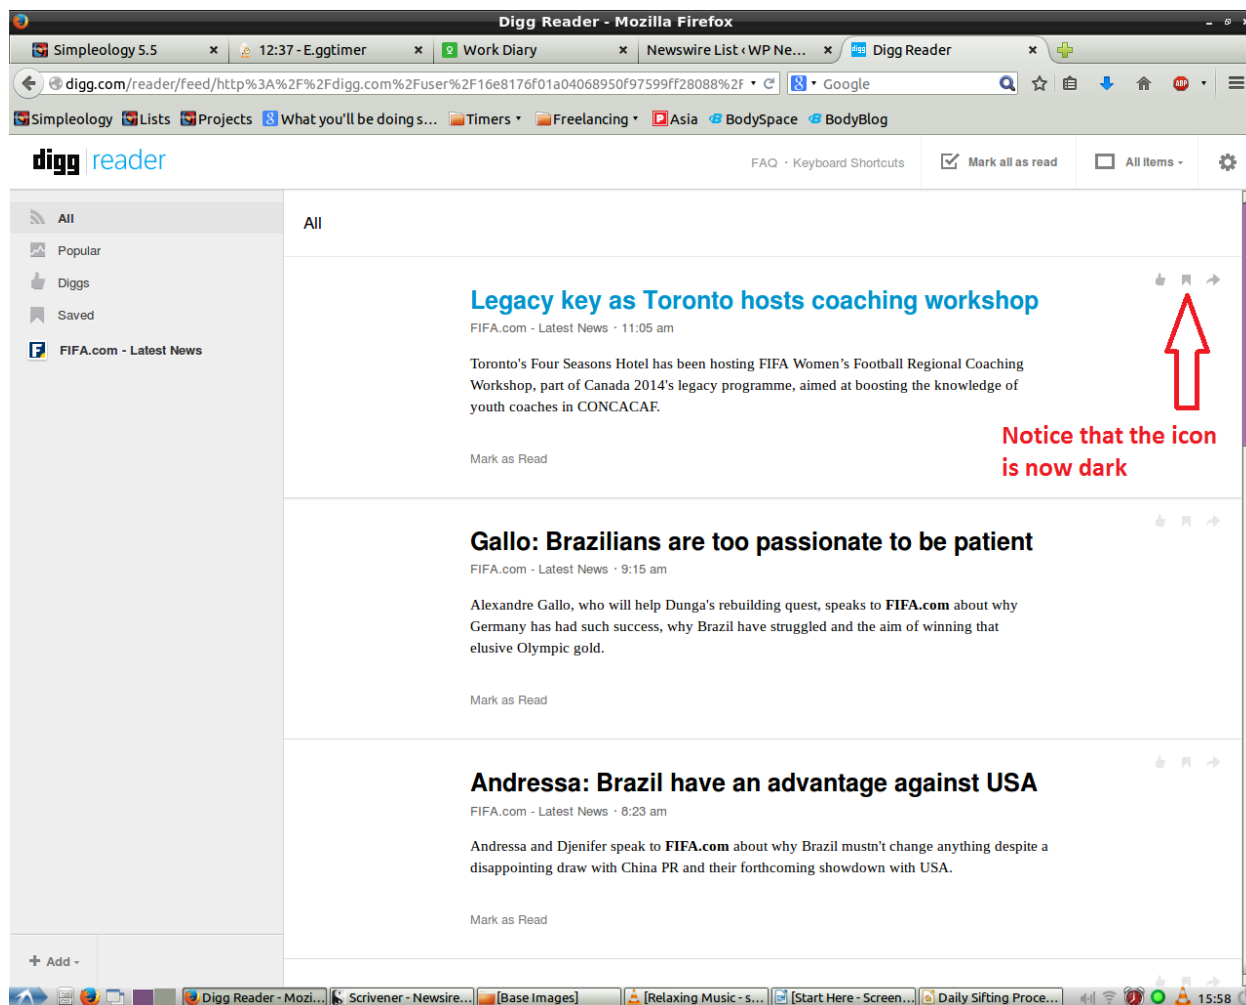 Digg Reader - Mozilla Firefox
Simpleology 5.5
12:37 - E.ggtimer
Work Diary
Newswire List ‹ WP Ne...
Digg Reader
digg.com/reader/feed/http%3A%2F%2Fdigg.com%2Fuser%2F16e8176f01a04068950f97599ff28088%2F
Google
ABP
Simpleology
Lists
Projects
What you'll be doing s...
Timers
Freelancing
Asia
BodySpace
BodyBlog
digg reader
FAQ · Keyboard Shortcuts
Mark all as read
All Items
All
Popular
Diggs
Saved
FIFA.com - Latest News
All
Legacy key as Toronto hosts coaching workshop
FIFA.com - Latest News · 11:05 am
Toronto's Four Seasons Hotel has been hosting FIFA Women’s Football Regional Coaching
Workshop, part of Canada 2014's legacy programme, aimed at boosting the knowledge of
youth coaches in CONCACAF.
Mark as Read
Notice that the icon
is now dark
Gallo: Brazilians are too passionate to be patient
FIFA.com - Latest News · 9:15 am
Alexandre Gallo, who will help Dunga's rebuilding quest, speaks to FIFA.com about why
Germany has had such success, why Brazil have struggled and the aim of winning that
elusive Olympic gold.
Mark as Read
Andressa: Brazil have an advantage against USA
FIFA.com - Latest News · 8:23 am
Andressa and Djenifer speak to FIFA.com about why Brazil mustn't change anything despite a
disappointing draw with China PR and their forthcoming showdown with USA.
Mark as Read
+ Add
Digg Reader - Mozi...
Scrivener - Newsire...
[Base Images]
[Relaxing Music - s...
[Start Here - Screen...
Daily Sifting Proce...
15:58